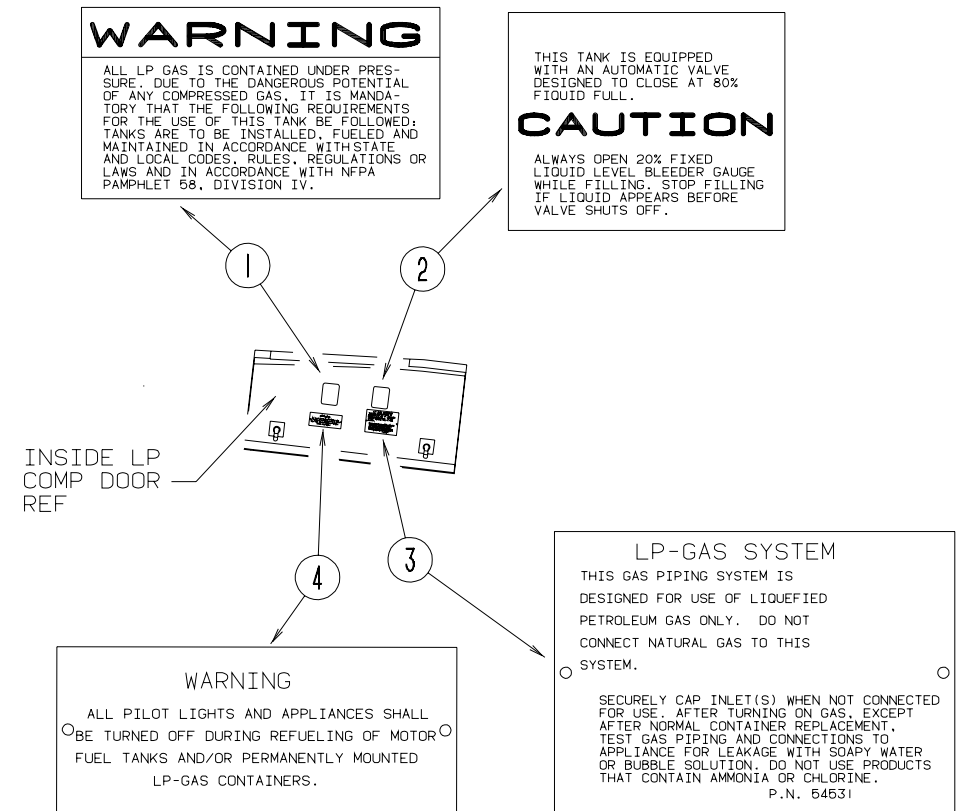 WARNING
ALL LP GAS IS CONTAINED UNDER PRES-
SURE. DUE TO THE DANGEROUS POTENTIAL
OF ANY COMPRESSED GAS, IT IS MANDA-
TORY THAT THE FOLLOWING REQUIREMENTS
FOR THE USE OF THIS TANK BE FOLLOWED:
TANKS ARE TO BE INSTALLED, FUELED AND
MAINTAINED IN ACCORDANCE WITH STATE
AND LOCAL CODES, RULES, REGULATIONS OR
LAWS AND IN ACCORDANCE WITH NFPA
PAMPHLET 58, DIVISION IV.
THIS TANK IS EQUIPPED
WITH AN AUTOMATIC VALVE
DESIGNED TO CLOSE AT 80%
FIQUID FULL.
CAUTION
ALWAYS OPEN 20% FIXED
LIQUID LEVEL BLEEDER GAUGE
WHILE FILLING. STOP FILLING
IF LIQUID APPEARS BEFORE
VALVE SHUTS OFF.
1
2
INSIDE LP
COMP DOOR
REF
4
3
WARNING
ALL PILOT LIGHTS AND APPLIANCES SHALL
BE TURNED OFF DURING REFUELING OF MOTOR
FUEL TANKS AND/OR PERMANENTLY MOUNTED
LP-GAS CONTAINERS.
LP-GAS SYSTEM
THIS GAS PIPING SYSTEM IS
DESIGNED FOR USE OF LIQUEFIED
PETROLEUM GAS ONLY. DO NOT
CONNECT NATURAL GAS TO THIS
SYSTEM.
SECURELY CAP INLET(S) WHEN NOT CONNECTED
FOR USE. AFTER TURNING ON GAS, EXCEPT
AFTER NORMAL CONTAINER REPLACEMENT,
TEST GAS PIPING AND CONNECTIONS TO
APPLIANCE FOR LEAKAGE WITH SOAPY WATER
OR BUBBLE SOLUTION. DO NOT USE PRODUCTS
THAT CONTAIN AMMONIA OR CHLORINE.
P.N. 54531